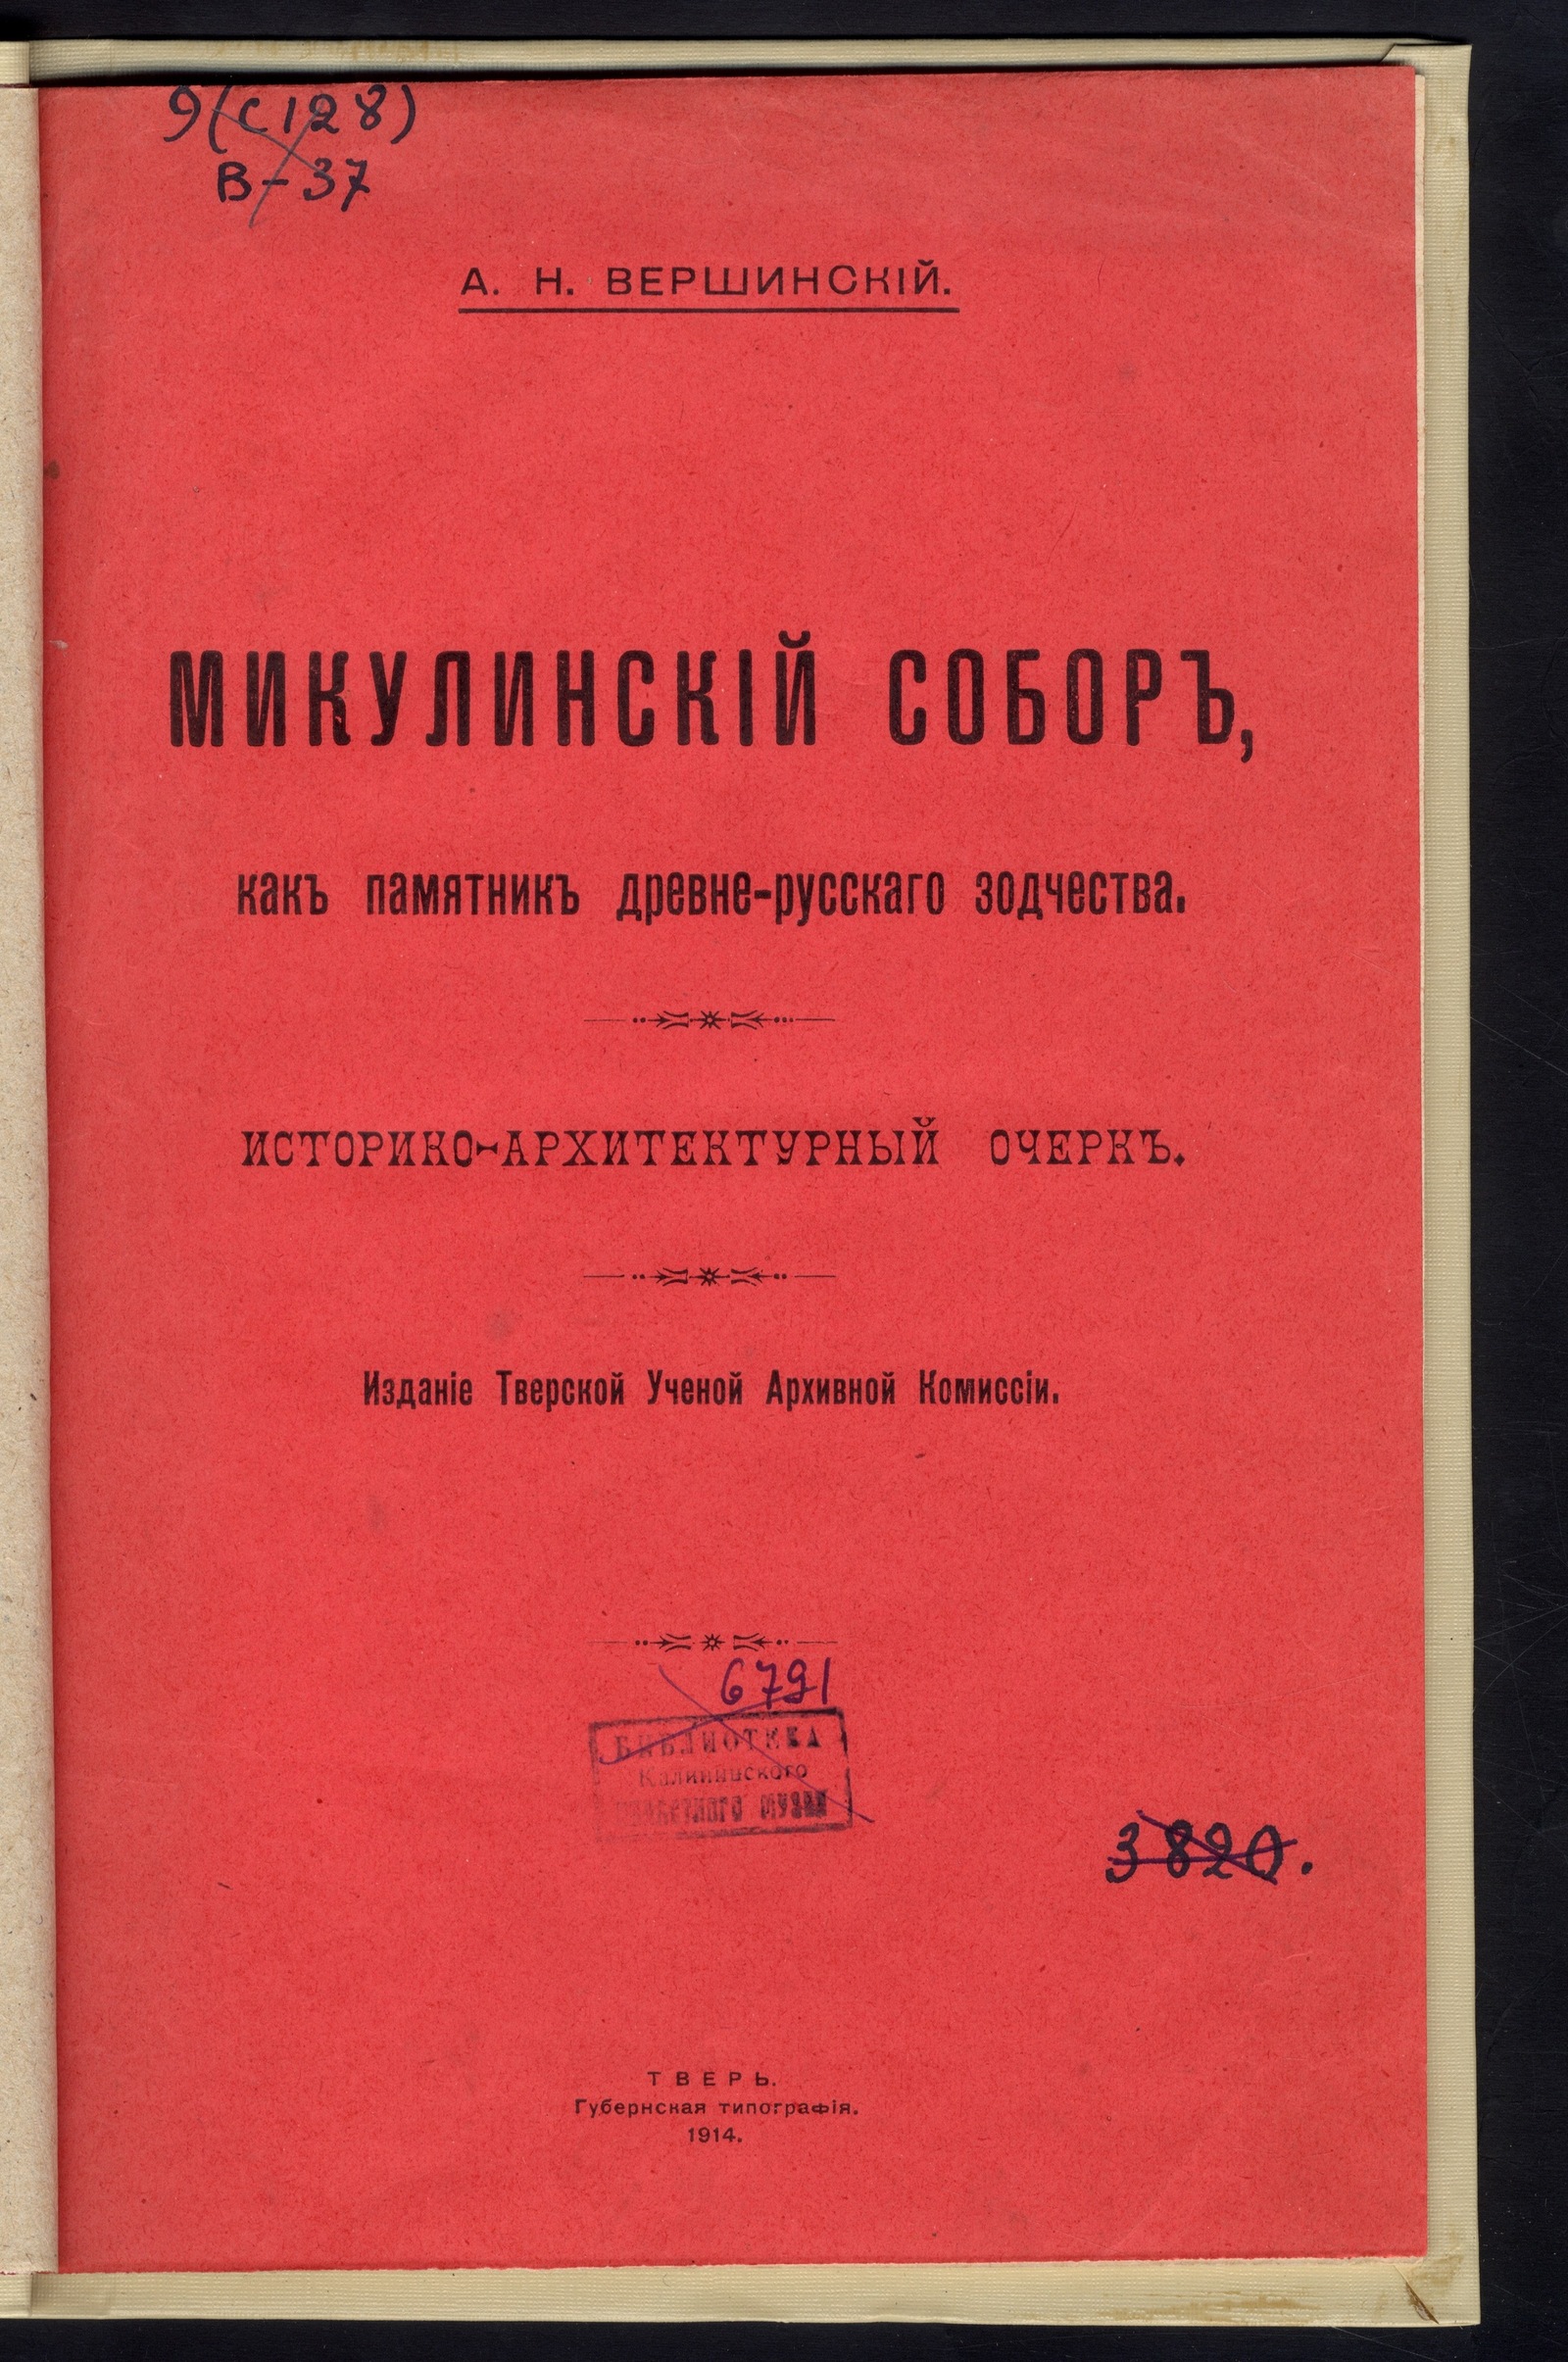 9(С128)
В-37
А. Н. ВЕРШИНСКІЙ.
МИКУЛИНСКІЙ СОБОРЪ,
какъ памятникъ древне-русскаго зодчества.
ИСТОРИКО-АРХИТЕКТУРНЫЙ ОЧЕРКЪ.
Изданіе Тверской Ученой Архивной Комиссіи.
6791
БИБЛИОТЕКА
Калининского
МУЗЕЯ
3820.
ТВЕРЬ.
Губернская типографія.
1914.